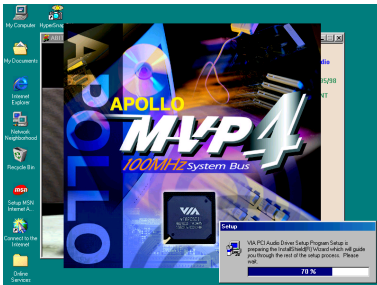 My Computer
HyperSnap
My Documents
Internet
Explorer
Network
Neighborhood
Recycle Bin
msn
Setup MSN
Internet A...
Connect to the
Internet
Online
Services
APOLLO
APOLLO
MVP4
100MHz System Bus
VIA
dio
95/98
NT
Setup
VIA PCI Audio Driver Setup Program Setup is
preparing the InstallShield(R) Wizard which will guide
you through the rest of the setup process. Please
wait.
70 %